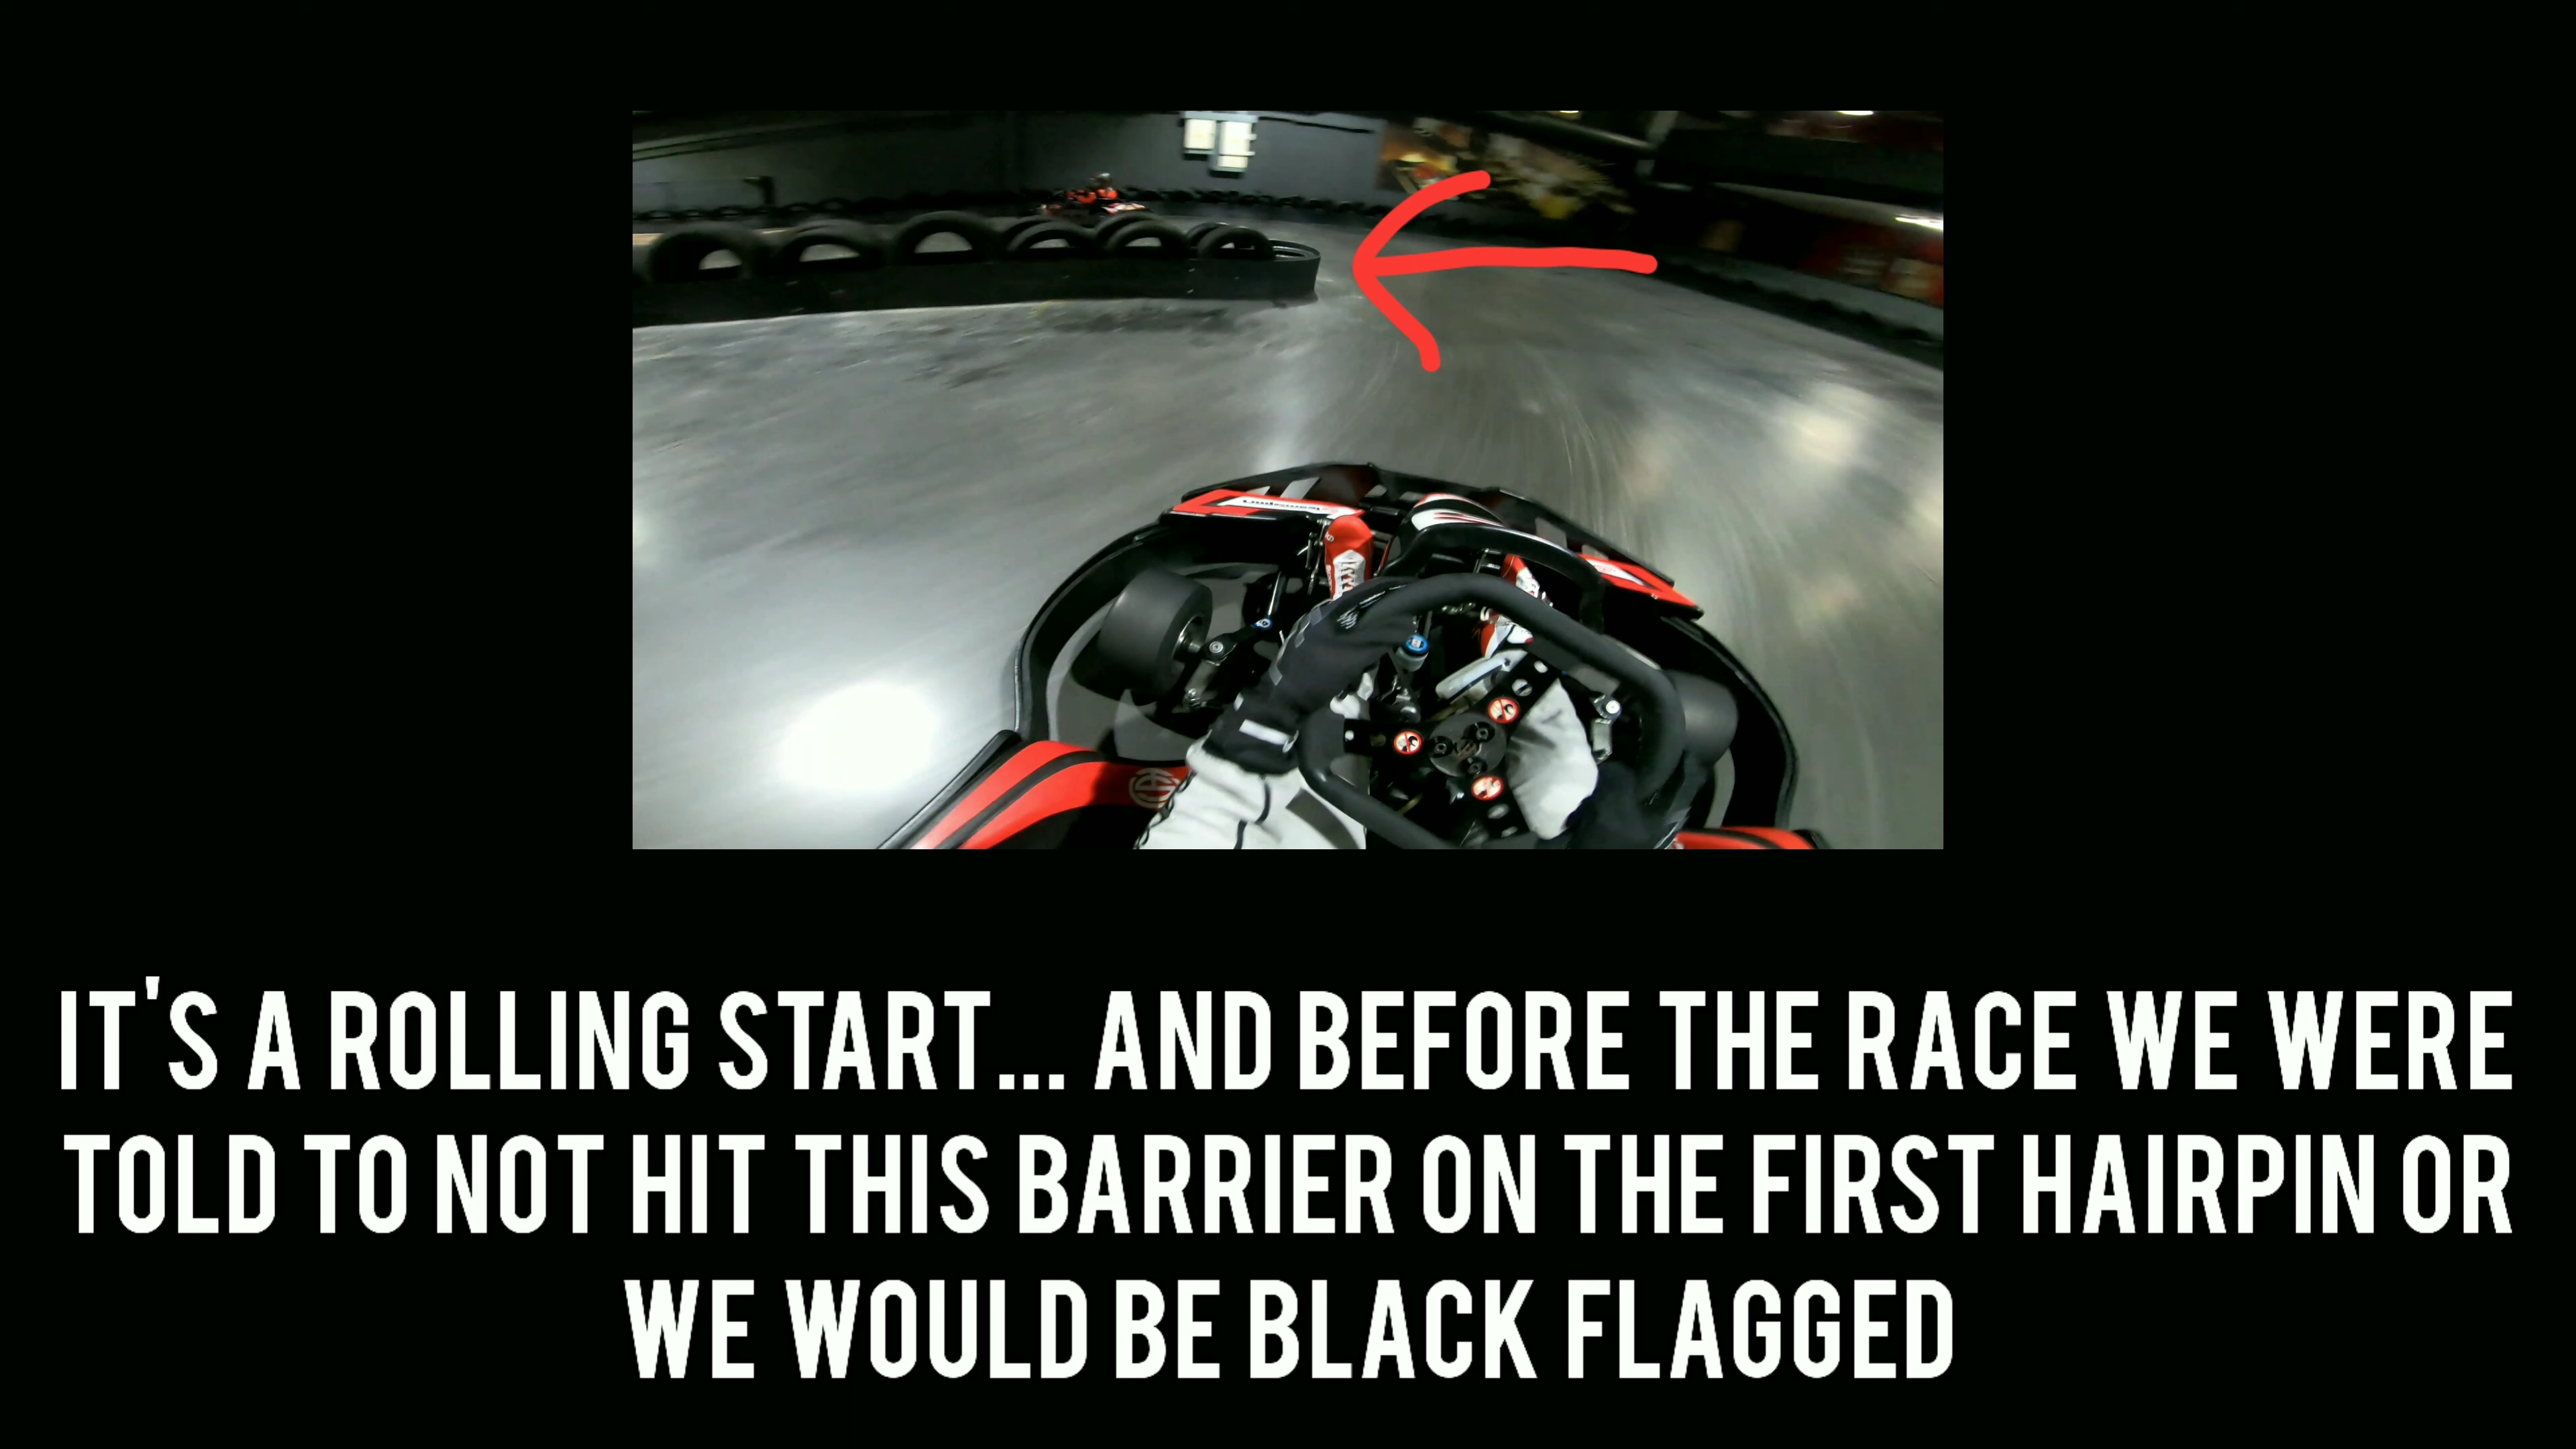 IT'S A ROLLING START... AND BEFORE THE RACE WE WERE
TOLD TO NOT HIT THIS BARRIER ON THE FIRST HAIRPIN OR
WE WOULD BE BLACK FLAGGED